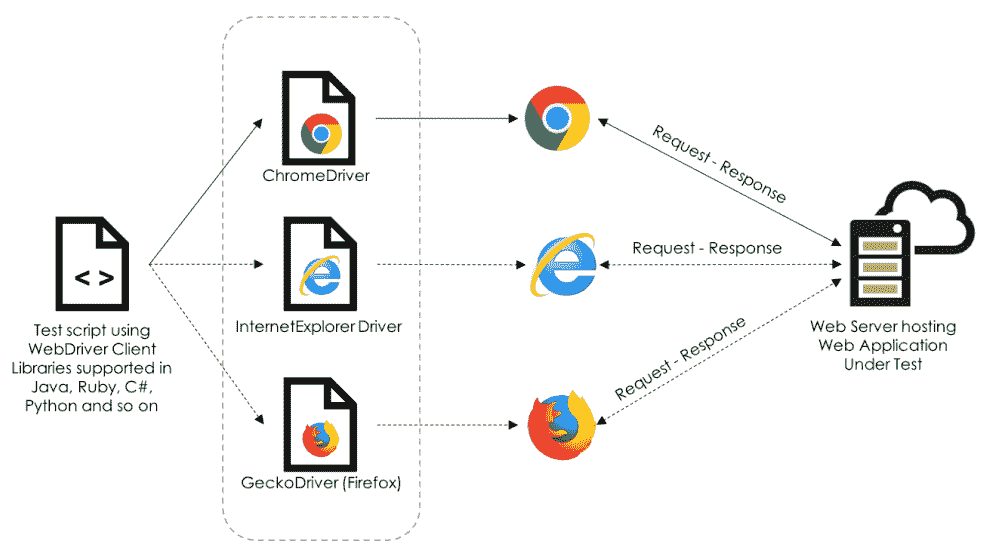 ChromeDriver
Request - Response
Test script using
WebDriver Client
Libraries supported in
Java, Ruby, C#,
Python and so on
< >
InternetExplorer Driver
Request - Response
Web Server hosting
Web Application
Under Test
GeckoDriver (Firefox)
Request - Response